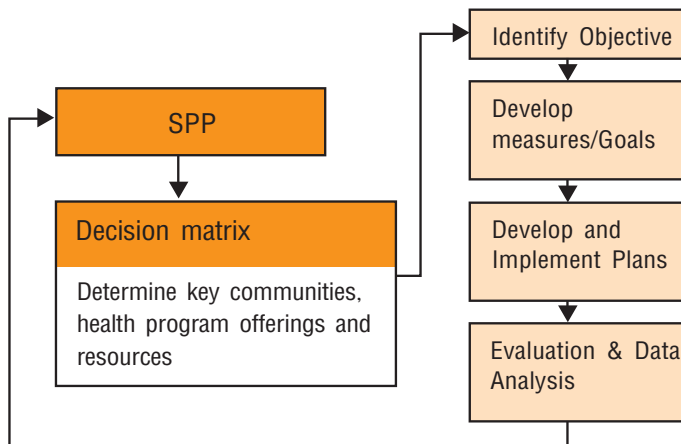 SPP
Decision matrix
Determine key communities,
health program offerings and
resources
Identify Objective
Develop
measures/Goals
Develop and
Implement Plans
Evaluation & Data
Analysis